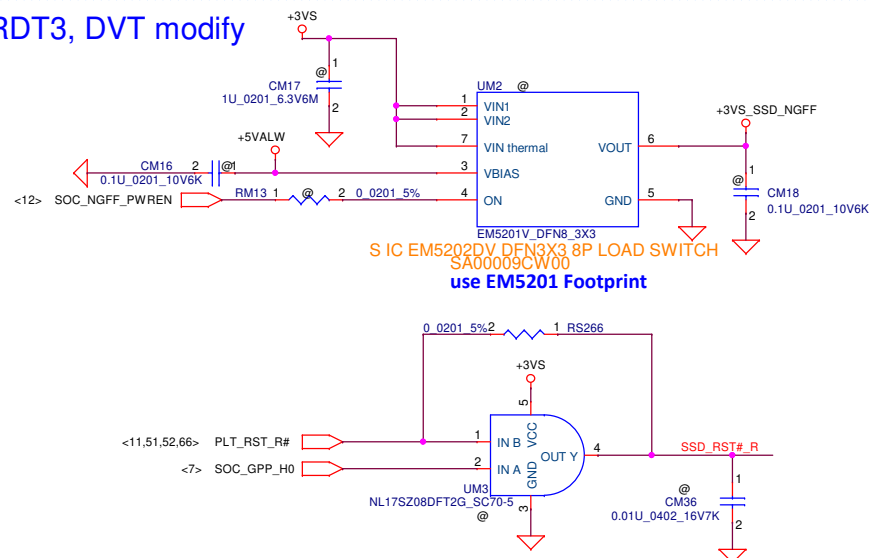 RDT3, DVT modify
+3VS
@
1
CM17
1U_0201_6.3V6M
2
UM2 @
1 VIN1
2 VIN2
7 VIN thermal
VOUT 6
+3VS_SSD_NGFF
+5VALW
CM16 2 @ 1
0.1U_0201_10V6K
3 VBIAS
<12> SOC_NGFF_PWREN
RM13 1 @ 2 0_0201_5%
4 ON
GND 5
1
@
CM18
0.1U_0201_10V6K
2
EM5201V_DFN8_3X3
S IC EM5202DV DFN3X3 8P LOAD SWITCH
SA00009CW00
use EM5201 Footprint
0_0201_5% 2 1 RS266
+3VS
5
<11,51,52,66> PLT_RST_R#
1 IN B
VCC
OUT Y 4
SSD_RST#_R
<7> SOC_GPP_H0
2 IN A
GND
3
UM3
NL17SZ08DFT2G_SC70-5
@
1
@
CM36
0.01U_0402_16V7K
2